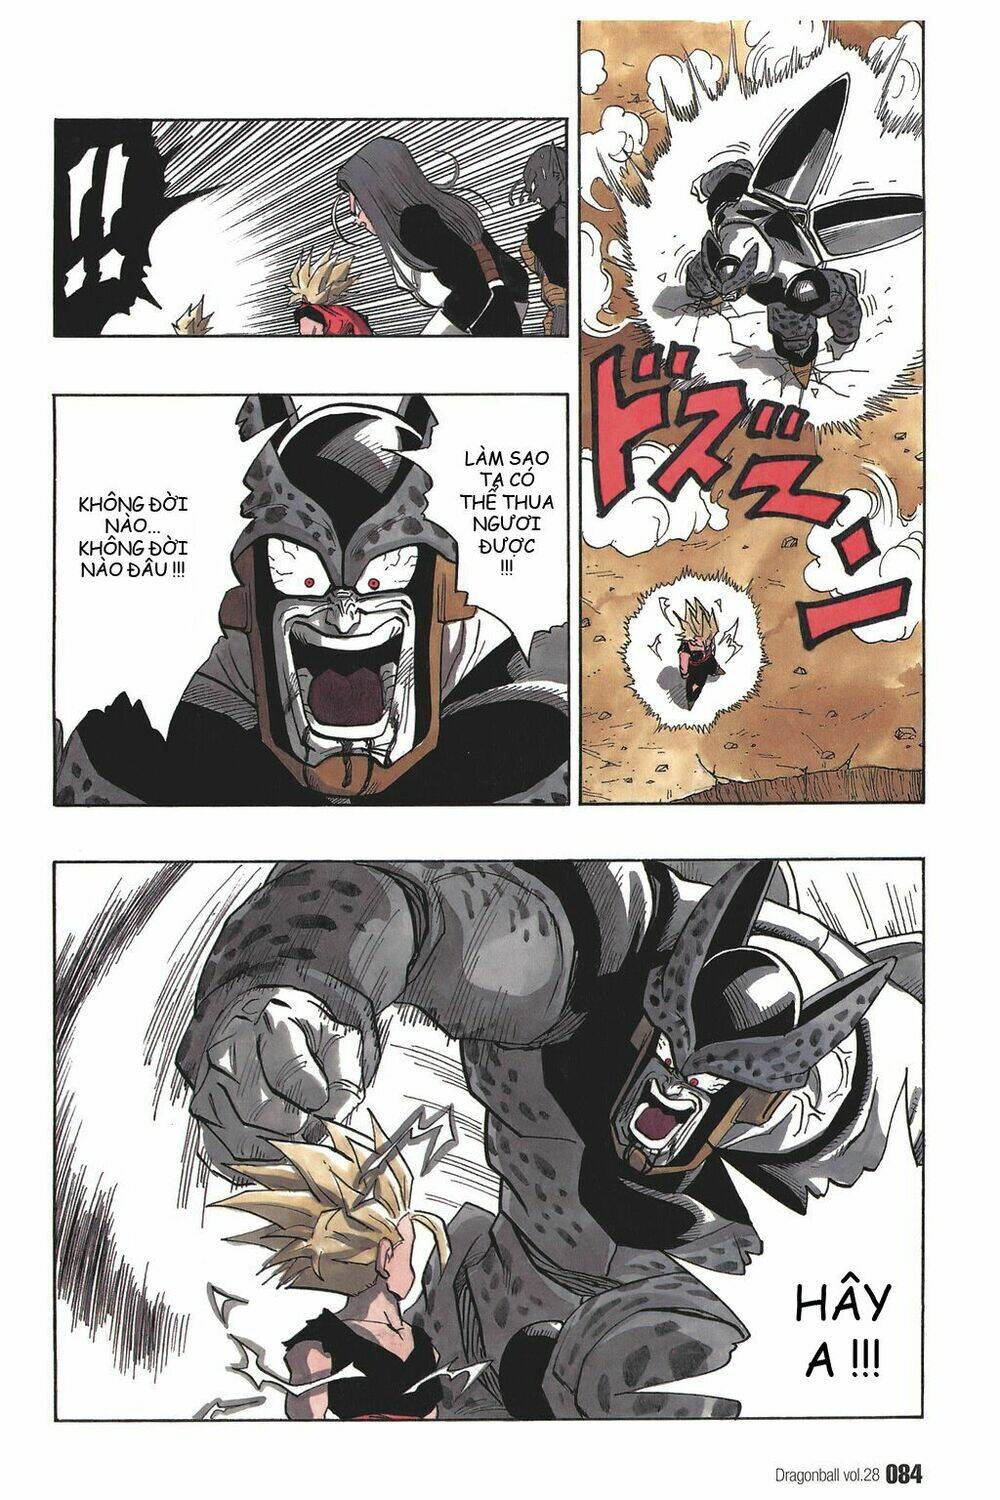 ドズーン
!!
LÀM SAO
TA CÓ
THỂ THUA
NGƯƠI
ĐƯỢC
!!!
KHÔNG ĐỜI
NÀO...
KHÔNG ĐỜI
NÀO ĐÂU !!!
HÂY
A !!!
Dragonball vol.28 084